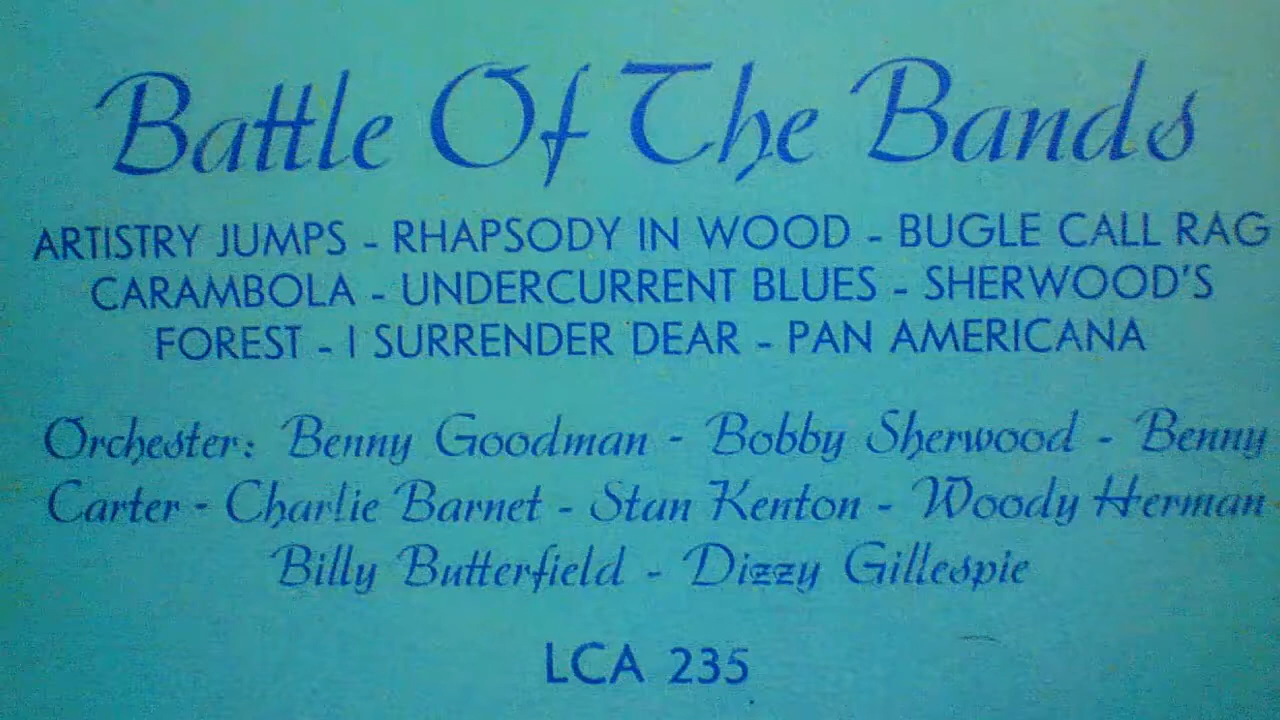 Battle Of The Bands
ARTISTRY JUMPS - RHAPSODY IN WOOD - BUGLE CALL RAG
CARAMBOLA - UNDERCURRENT BLUES - SHERWOOD'S
FOREST - I SURRENDER DEAR - PAN AMERICANA
Orchester: Benny Goodman - Bobby Sherwood - Benny
Carter - Charlie Barnet - Stan Kenton - Woody Herman -
Billy Butterfield - Dizzy Gillespie
LCA 235